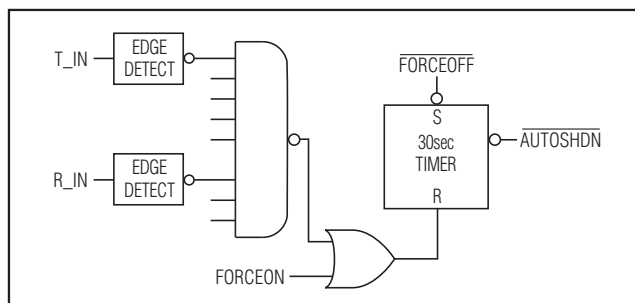 T_IN
EDGE
DETECT
R_IN
EDGE
DETECT
FORCEON
FORCEOFF
S
30sec
TIMER
R
AUTOSHDN